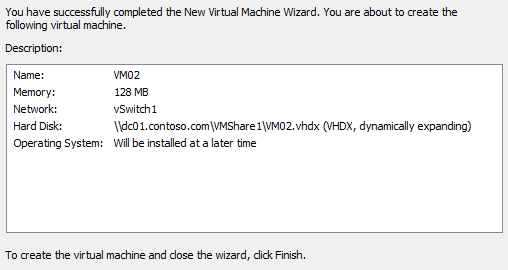 You have successfully completed the New Virtual Machine Wizard. You are about to create the
following virtual machine.
Description:
Name: VM02
Memory: 128 MB
Network: vSwitch1
Hard Disk: \\dc01.contoso.com\VMShare1\VM02.vhdx (VHDX, dynamically expanding)
Operating System: Will be installed at a later time
To create the virtual machine and close the wizard, click Finish.